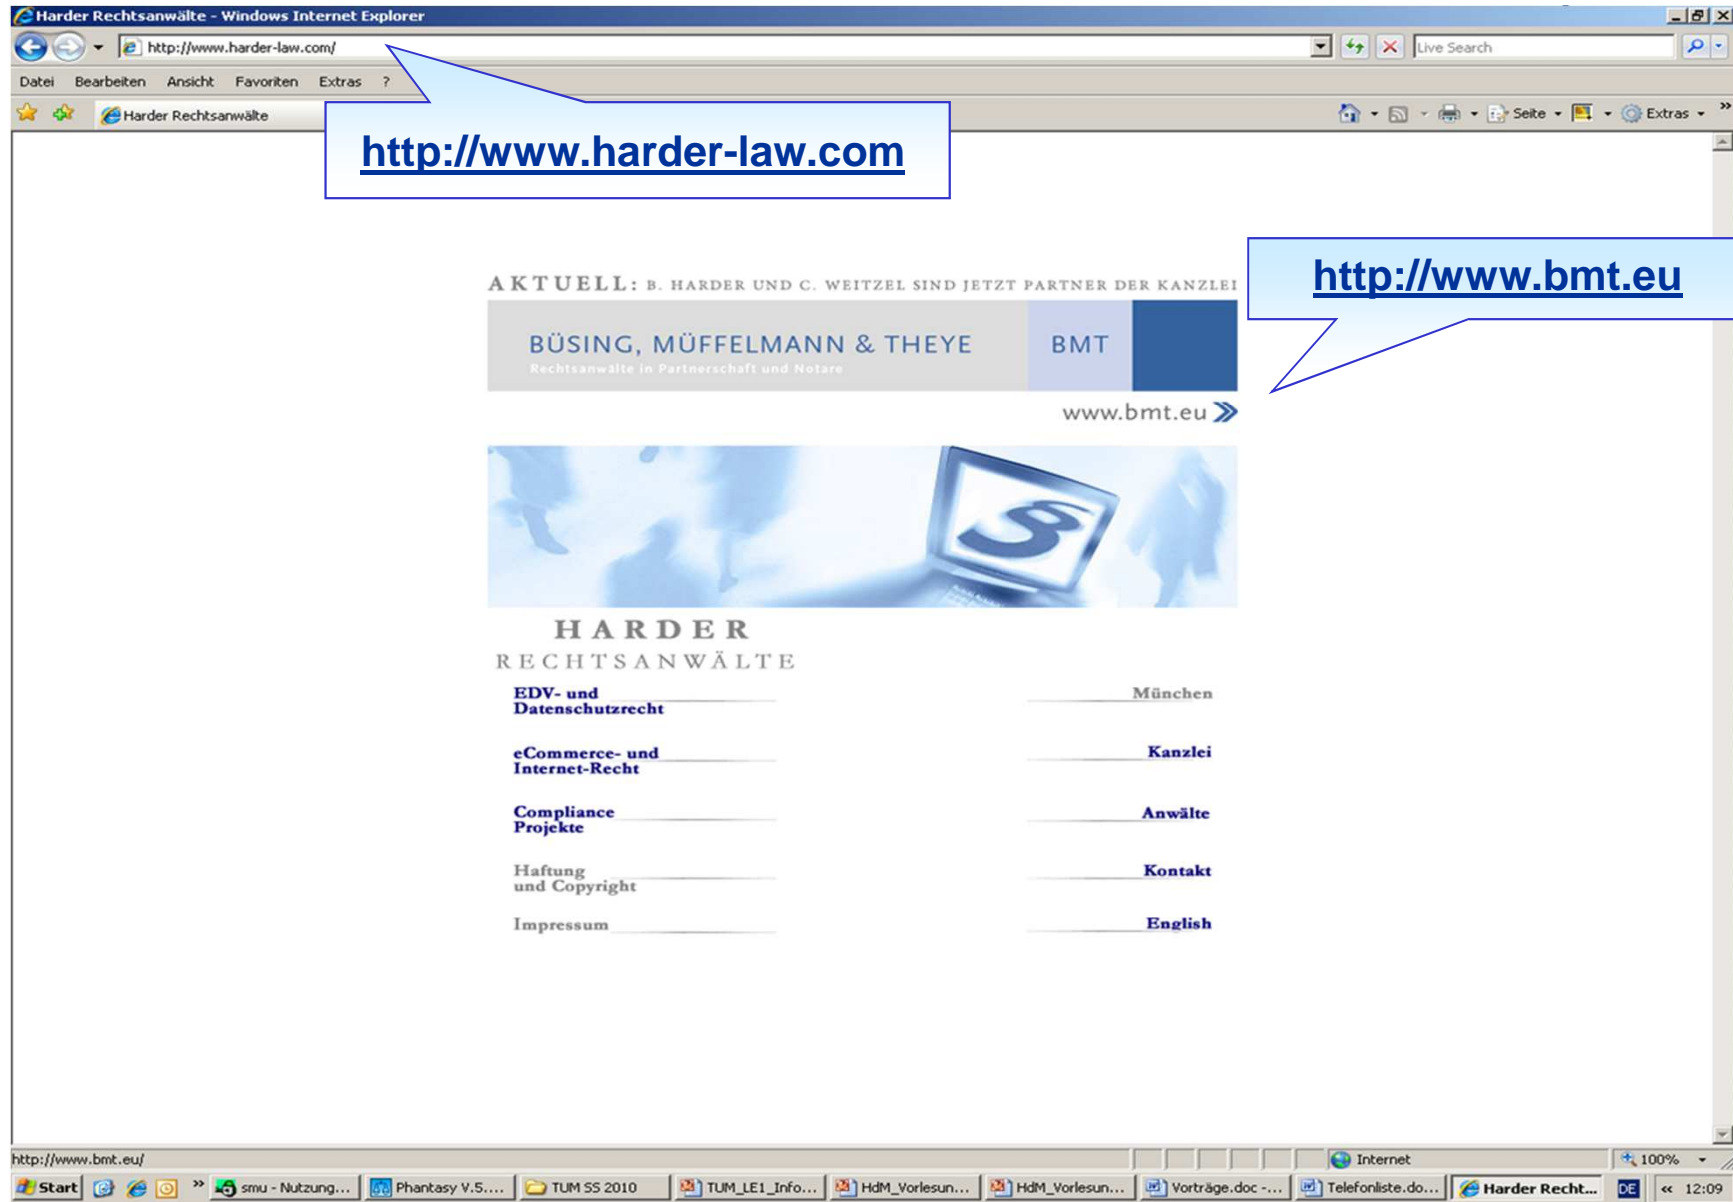 Harder Rechtsanwälte - Windows Internet Explorer
http://www.harder-law.com/
Live Search
Datei Bearbeiten Ansicht Favoriten Extras ?
Harder Rechtsanwälte
Seite Extras
http://www.harder-law.com
http://www.bmt.eu
AKTUELL: B. HARDER UND C. WEITZEL SIND JETZT PARTNER DER KANZLEI
BÜSING, MÜFFELMANN & THEYE BMT
Rechtsanwälte in Partnerschaft und Notare
www.bmt.eu
§
HARDER
RECHTSANWÄLTE
EDV- und
Datenschutzrecht
München
eCommerce- und
Internet-Recht
Kanzlei
Compliance
Projekte
Anwälte
Haftung
und Copyright
Kontakt
Impressum
English
http://www.bmt.eu/
Internet
100%
Start » smu - Nutzung... Phantasy V.5.... TUM SS 2010 TUM_LE1_Info... HdM_Vorlesun... HdM_Vorlesun... Vorträge.doc -... Telefonliste.do... Harder Recht... DE « 12:09